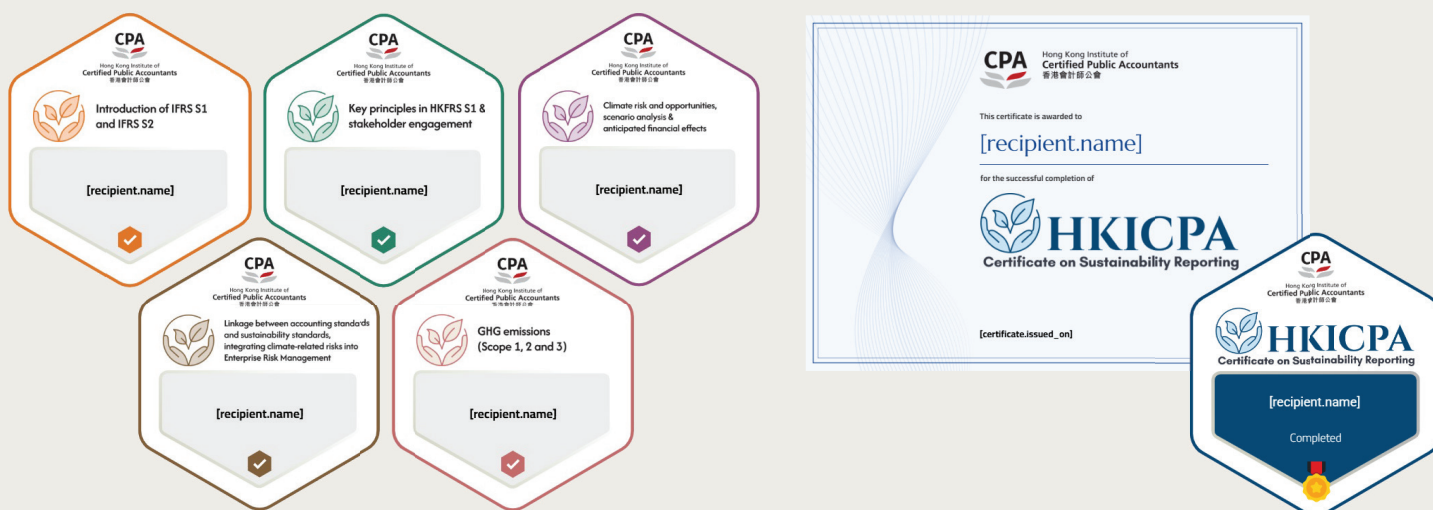 CPA
Hong Kong Institute of
Certified Public Accountants
香港會計師公會
Introduction of IFRS S1
and IFRS S2
[recipient.name]
CPA
Hong Kong Institute of
Certified Public Accountants
香港會計師公會
Key principles in HKFRS S1 &
stakeholder engagement
[recipient.name]
CPA
Hong Kong Institute of
Certified Public Accountants
香港會計師公會
Climate risk and opportunities,
scenario analysis &
anticipated financial effects
[recipient.name]
CPA
Hong Kong Institute of
Certified Public Accountants
香港會計師公會
Linkage between accounting standards
and sustainability standards,
integrating climate-related risks into
Enterprise Risk Management
[recipient.name]
CPA
Hong Kong Institute of
Certified Public Accountants
香港會計師公會
GHG emissions
(Scope 1, 2 and 3)
[recipient.name]
CPA
Hong Kong Institute of
Certified Public Accountants
香港會計師公會
This certificate is awarded to
[recipient.name]
for the successful completion of
HKICPA
Certificate on Sustainability Reporting
[certificate.issued_on]
CPA
Hong Kong Institute of
Certified Public Accountants
香港會計師公會
HKICPA
Certificate on Sustainability Reporting
[recipient.name]
Completed